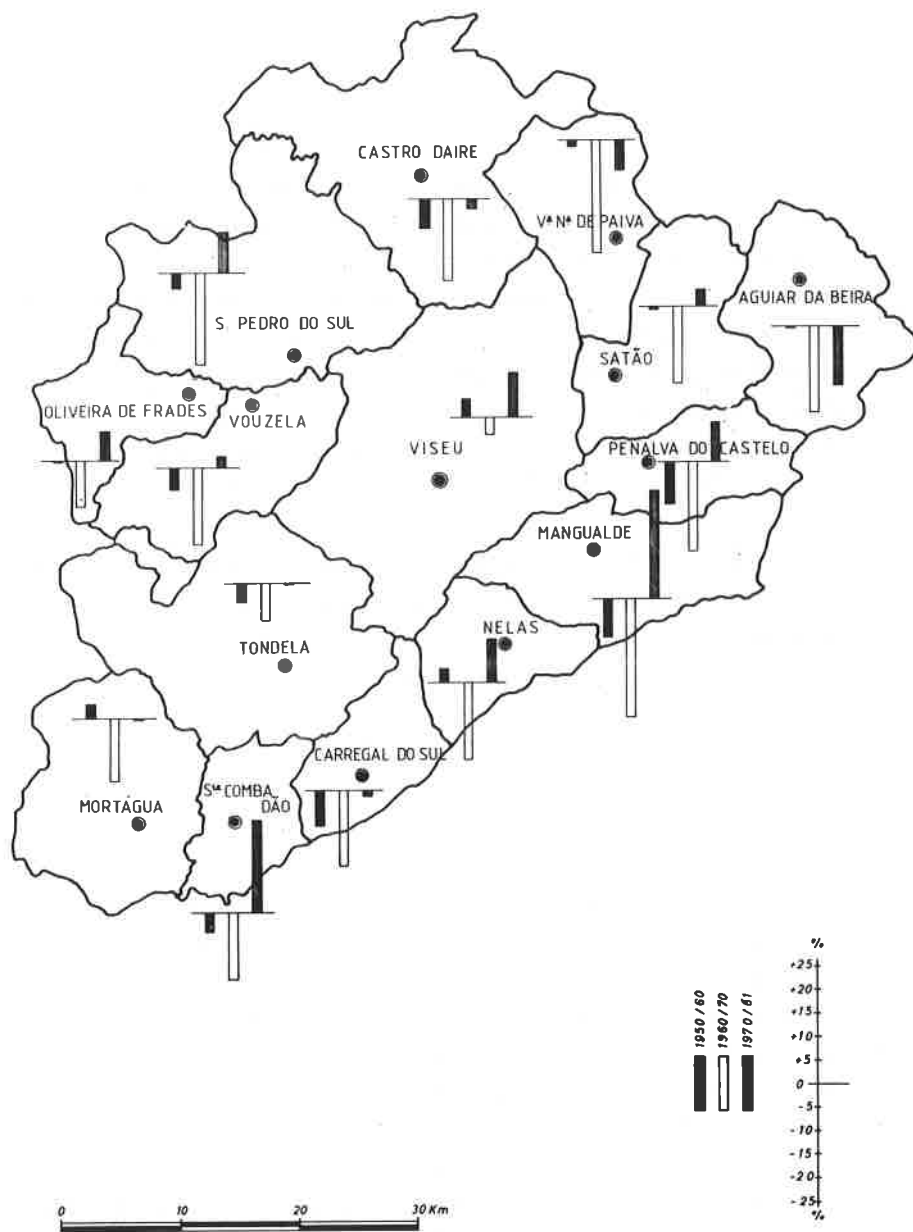 CASTRO DAIRE
Vª Nª DE PAIVA
AGUIAR DA BEIRA
S. PEDRO DO SUL
SATÃO
OLIVEIRA DE FRADES
VOUZELA
VISEU
PENALVA DO CASTELO
MANGUALDE
NELAS
TONDELA
CARREGAL DO SUL
Sta COMBA
DÃO
MORTÁGUA
1950/60
1960/70
1970/81
%
+25
+20
+15
+10
+5
0
-5
-10
-15
-20
-25
%
0 10 20 30 Km